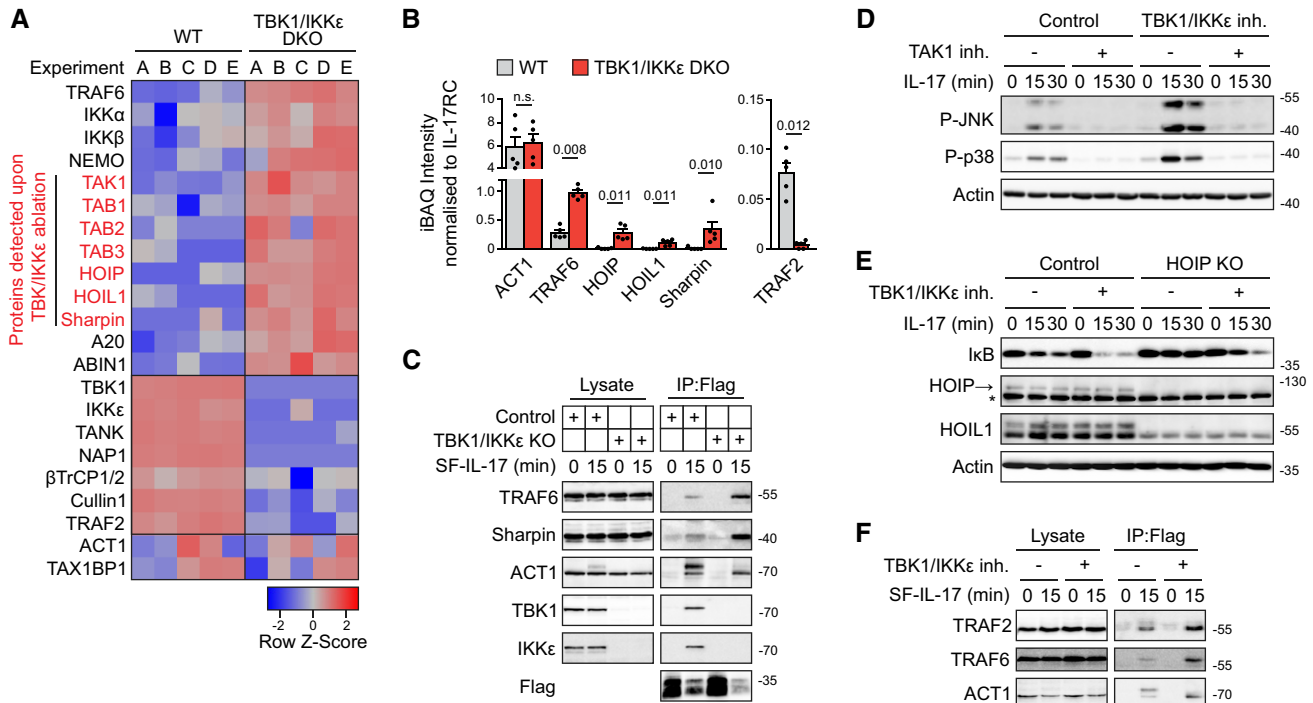 A
WT
TBK1/IKKε
DKO
Experiment A B C D E A B C D E
TRAF6
IKKα
IKKβ
NEMO
TAK1
TAB1
TAB2
TAB3
HOIP
HOIL1
Sharpin
A20
ABIN1
TBK1
IKKε
TANK
NAP1
βTrCP1/2
Cullin1
TRAF2
ACT1
TAX1BP1
Proteins detected upon
TBK/IKKε ablation
-2 0 2
Row Z-Score
B
WT TBK1/IKKε DKO
iBAQ Intensity
normalised to IL-17RC
10
8
6
4
2
1.0
0.5
0
n.s.
0.008
0.011
0.011
0.010
ACT1
TRAF6
HOIP
HOIL1
Sharpin
0.15
0.10
0.05
0
0.012
TRAF2
C
Lysate IP:Flag
Control + + + +
TBK1/IKKε KO + + + +
SF-IL-17 (min) 0 15 0 15 0 15 0 15
TRAF6 -55
Sharpin -40
ACT1 -70
TBK1 -70
IKKε -70
Flag -35
D
Control TBK1/IKKε inh.
TAK1 inh. - + - +
IL-17 (min) 0 15 30 0 15 30 0 15 30 0 15 30
P-JNK -55
-40
P-p38 -40
Actin -40
E
Control HOIP KO
TBK1/IKKε inh. - + - +
IL-17 (min) 0 15 30 0 15 30 0 15 30 0 15 30
IκB -35
HOIP→ -130
*
HOIL1 -55
Actin -35
F
Lysate IP:Flag
TBK1/IKKε inh. - + - +
SF-IL-17 (min) 0 15 0 15 0 15 0 15
TRAF2 -55
TRAF6 -55
ACT1 -70